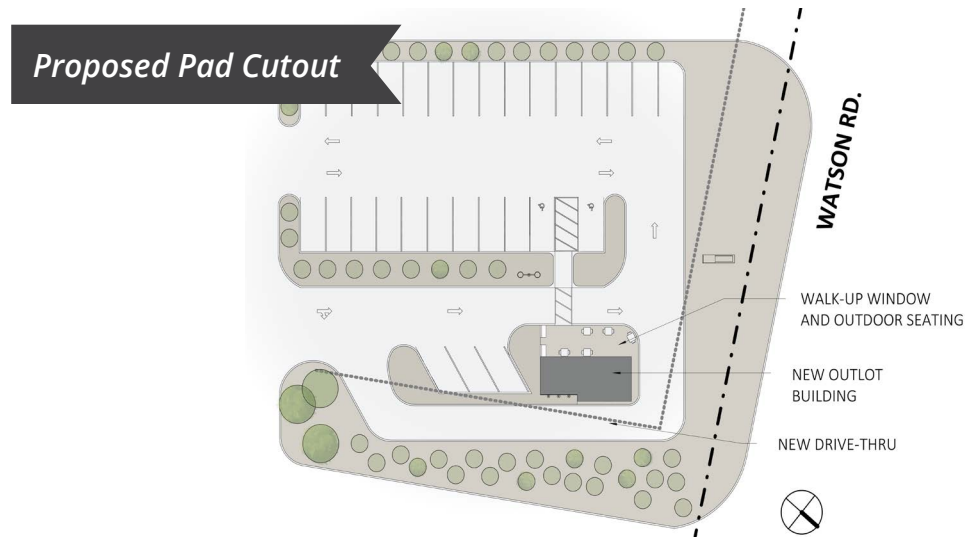 Proposed Pad Cutout
WATSON RD.
WALK-UP WINDOW
AND OUTDOOR SEATING
NEW OUTLOT
BUILDING
NEW DRIVE-THRU